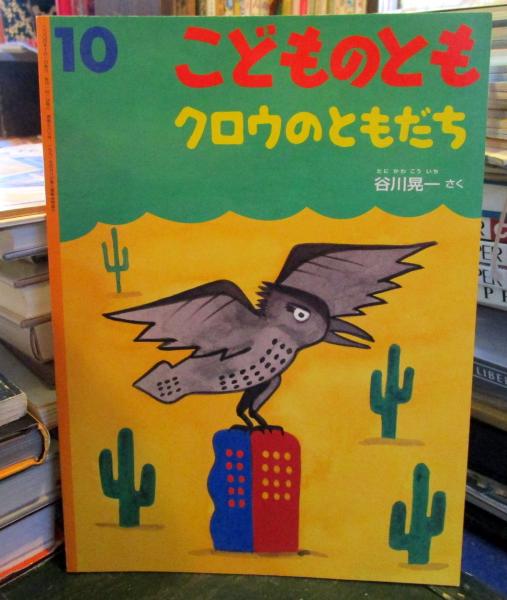 10
こどものとも
クロウのともだち
たに かわ こう いち
谷川晃一 さく
LIBER